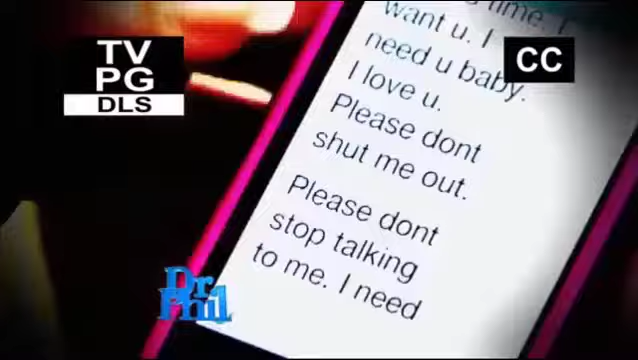 TV
PG
DLS
CC
time. I
want u. I
need u baby.
I love u.
Please dont
shut me out.
Please dont
stop talking
to me. I need
Dr.
Phil